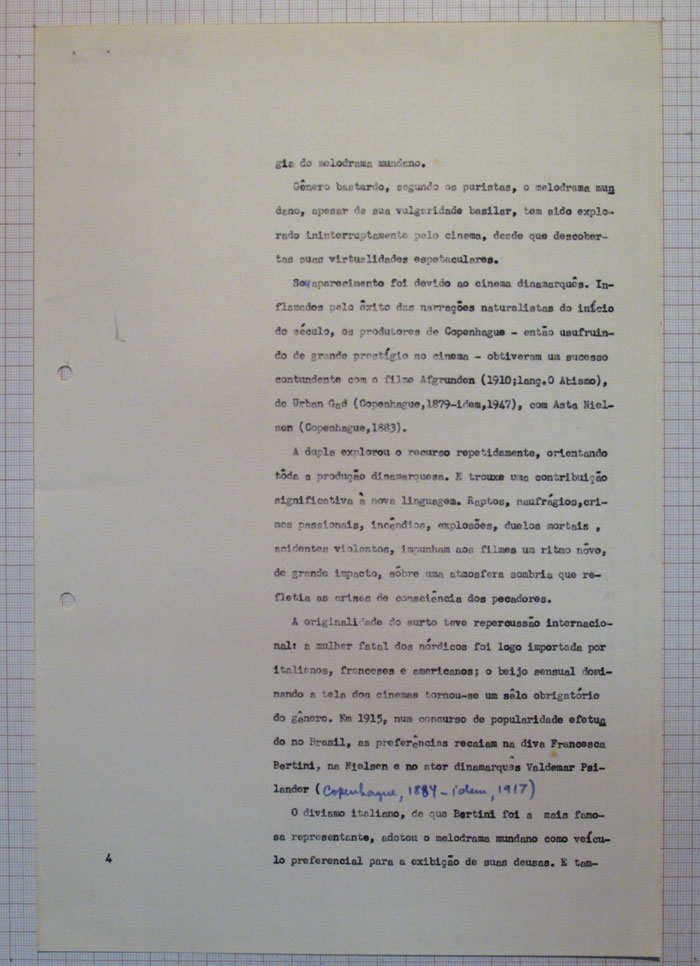 gia do melodrama mundano.
Gênero bastardo, segundo os puristas, o melodrama mun
dano, apesar de sua vulgaridade basilar, tem sido explo-
rado ininterruptamente pelo cinema, desde que descober-
tas suas virtualidades espetaculares.
Seu aparecimento foi devido ao cinema dinamarquês. In-
flamados pelo êxito das narrações naturalistas do início
do século, os produtores de Copenhague - então usufruin-
do de grande prestígio no cinema - obtiveram um sucesso
contundente com o filme Afgrunden (1910;lanç.O Abismo),
de Urban Gad (Copenhague,1879-idem,1947), com Asta Niel-
sen (Copenhague,1883).
A dupla explorou o recurso repetidamente, orientando
tôda a produção dinamarquesa. E trouxe uma contribuição
significativa à nova linguagem. Raptos, naufrágios,cri-
mes passionais, incêndios, explosões, duelos mortais ,
acidentes violentos, impunham aos filmes um ritmo nôvo,
de grande impacto, sôbre uma atmosfera sombria que re-
fletia as crises de consciência dos pecadores.
A originalidade do surto teve repercussão internacio-
nal: a mulher fatal dos nórdicos foi logo importada por
italianos, franceses e americanos; o beijo sensual domi-
nando a tela dos cinemas tornou-se um sêlo obrigatório
do gênero. Em 1915, num concurso de popularidade efetua
do no Brasil, as preferências recaiam na diva Francesca
Bertini, na Nielsen e no ator dinamarquês Valdemar Psi-
lander (Copenhague, 1884-idem, 1917)
O divismo italiano, de que Bertini foi a mais famo-
sa representante, adotou o melodrama mundano como veícu-
lo preferencial para a exibição de suas deusas. E tam-
4